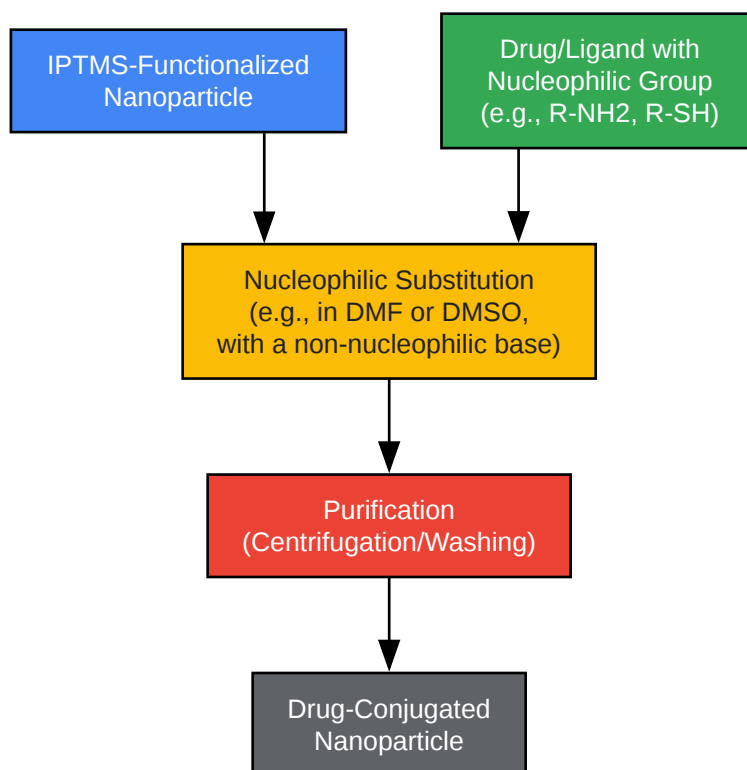 IPTMS-Functionalized
Nanoparticle
Drug/Ligand with
Nucleophilic Group
(e.g., R-NH2, R-SH)
Nucleophilic Substitution
(e.g., in DMF or DMSO,
with a non-nucleophilic base)
Purification
(Centrifugation/Washing)
Drug-Conjugated
Nanoparticle